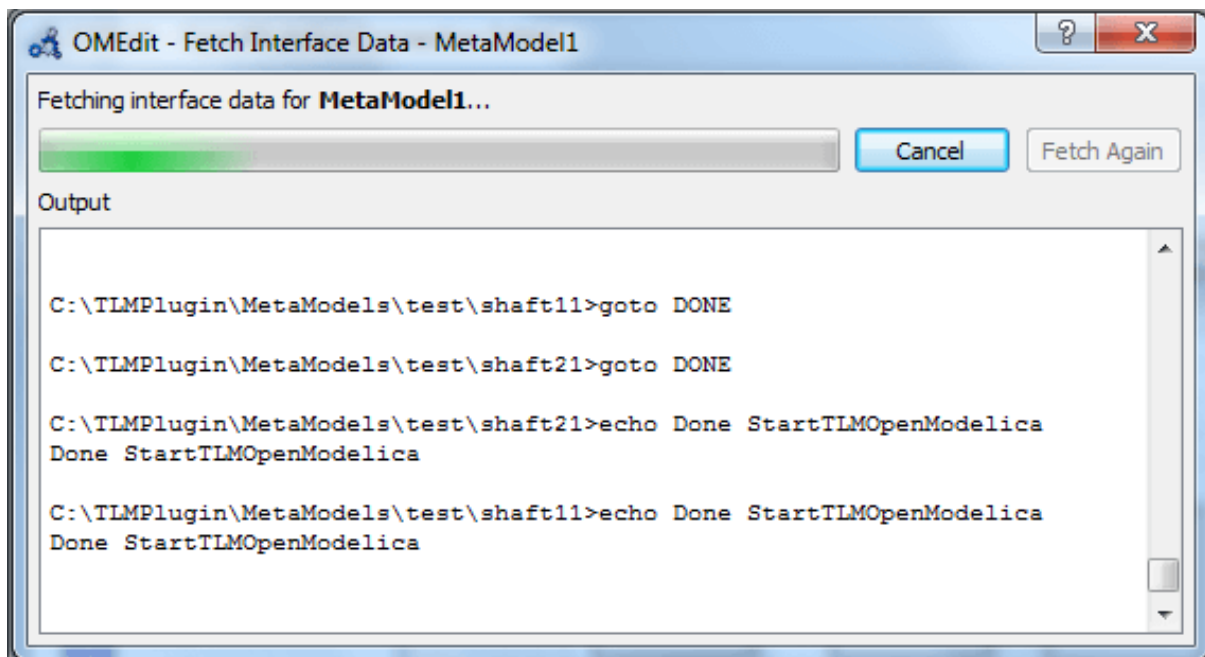 OMEdit - Fetch Interface Data - MetaModel1
Fetching interface data for MetaModel1...
Cancel
Fetch Again
Output
C:\TLMPlugin\MetaModels\test\shaft11>goto DONE
C:\TLMPlugin\MetaModels\test\shaft21>goto DONE
C:\TLMPlugin\MetaModels\test\shaft21>echo Done StartTLMOpenModelica
Done StartTLMOpenModelica
C:\TLMPlugin\MetaModels\test\shaft11>echo Done StartTLMOpenModelica
Done StartTLMOpenModelica